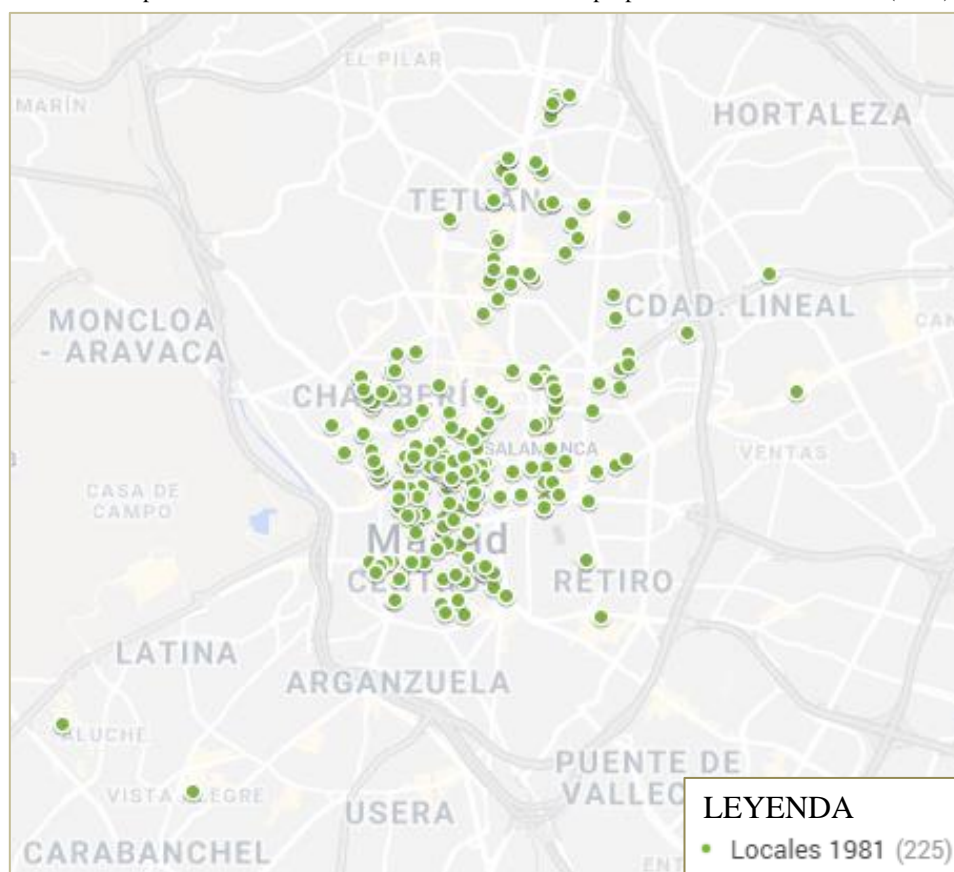 EL PILAR
MARÍN
HORTALEZA
TETUÁN
CDAD. LINEAL
MONCLOA
- ARAVACA
CHAMBERÍ
SALAMANCA
VENTAS
CASA DE
CAMPO
Madrid
CENTRO
RETIRO
LATINA
ARGANZUELA
ALUCHE
PUENTE DE
VISTA ALEGRE
USERA
CARABANCHEL
LEYENDA
Locales 1981 (225)